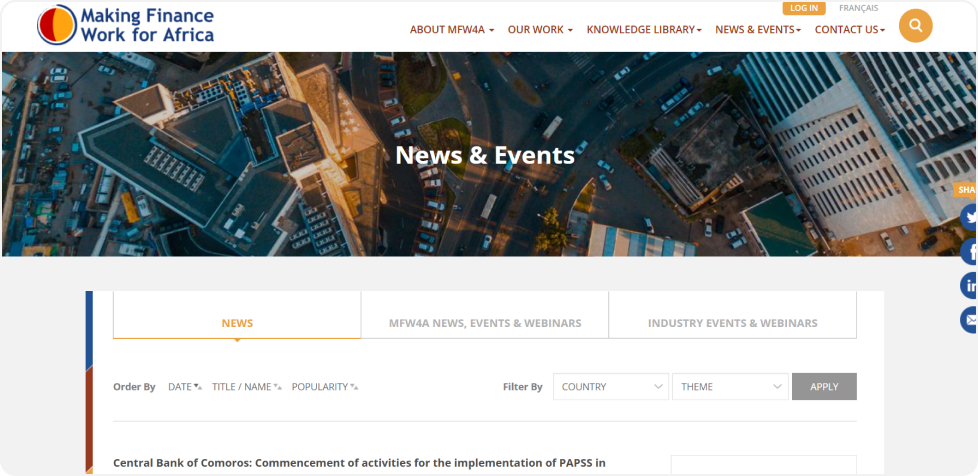 LOG IN FRANÇAIS
Making Finance
Work for Africa
ABOUT MFW4A OUR WORK KNOWLEDGE LIBRARY NEWS & EVENTS CONTACT US
News & Events
SHA
NEWS MFW4A NEWS, EVENTS & WEBINARS INDUSTRY EVENTS & WEBINARS
Order By DATE TITLE / NAME POPULARITY Filter By COUNTRY THEME APPLY
Central Bank of Comoros: Commencement of activities for the implementation of PAPSS in